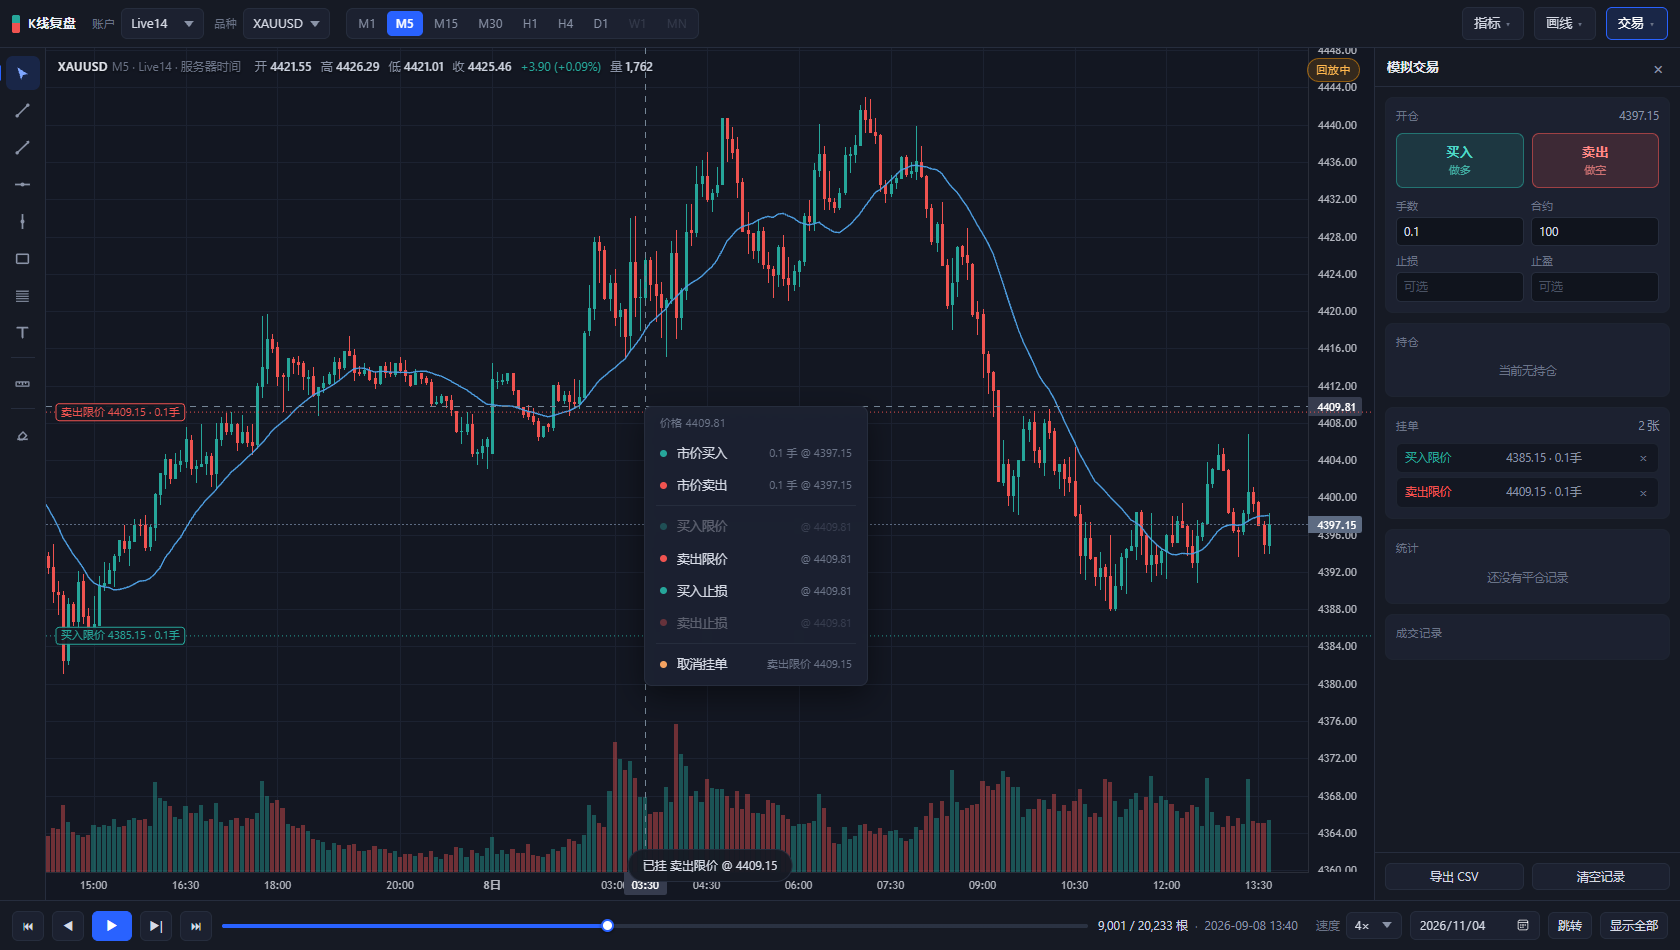 K线复盘 账户 Live14 品种 XAUUSD M1 M5 M15 M30 H1 H4 D1 W1 MN 指标 画线 交易
XAUUSD M5 · Live14 · 服务器时间 开 4421.55 高 4426.29 低 4421.01 收 4425.46 +3.90 (+0.09%) 量 1,762
回放中
4448.00
4444.00
4440.00
4436.00
4432.00
4428.00
4424.00
4420.00
4416.00
4412.00
4409.81
4408.00
4404.00
4400.00
4397.15
4396.00
4392.00
4388.00
4384.00
4380.00
4376.00
4372.00
4368.00
4364.00
4360.00
卖出限价 4409.15 · 0.1手
买入限价 4385.15 · 0.1手
价格 4409.81
市价买入 0.1 手 @ 4397.15
市价卖出 0.1 手 @ 4397.15
买入限价 @ 4409.81
卖出限价 @ 4409.81
买入止损 @ 4409.81
卖出止损 @ 4409.81
取消挂单 卖出限价 4409.15
已挂 卖出限价 @ 4409.15
15:00 16:30 18:00 20:00 8日 03:00 03:30 04:30 06:00 07:30 09:00 10:30 12:00 13:30
模拟交易 ×
开仓 4397.15
买入 卖出
做多 做空
手数 合约
0.1 100
止损 止盈
可选 可选
持仓
当前无持仓
挂单 2 张
买入限价 4385.15 · 0.1手 ×
卖出限价 4409.15 · 0.1手 ×
统计
还没有平仓记录
成交记录
导出 CSV 清空记录
9,001 / 20,233 根 · 2026-09-08 13:40 速度 4× 2026/11/04 跳转 显示全部